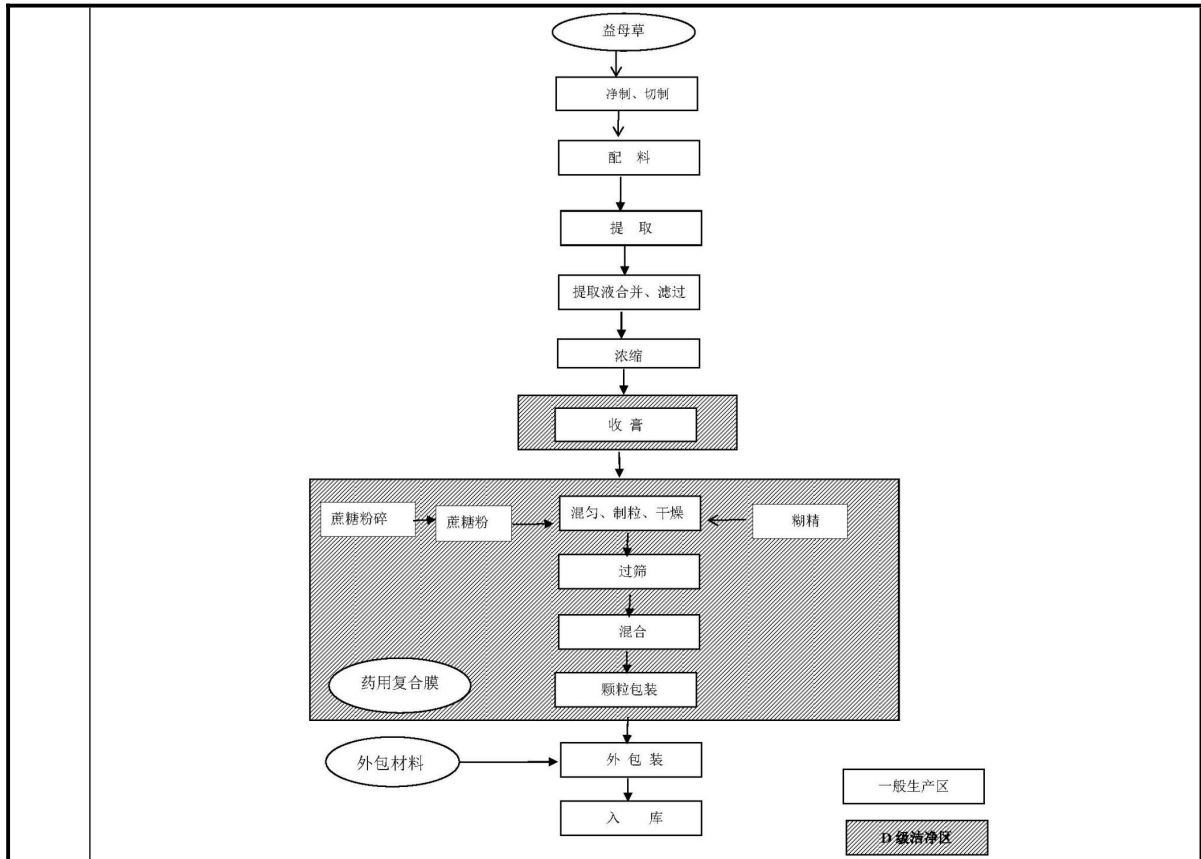 益母草
净制、切制
配 料
提 取
提取液合并、滤过
浓缩
收 膏
蔗糖粉碎
蔗糖粉
混匀、制粒、干燥
糊精
过筛
混合
药用复合膜
颗粒包装
外包材料
外 包 装
一般生产区
入 库
D 级洁净区